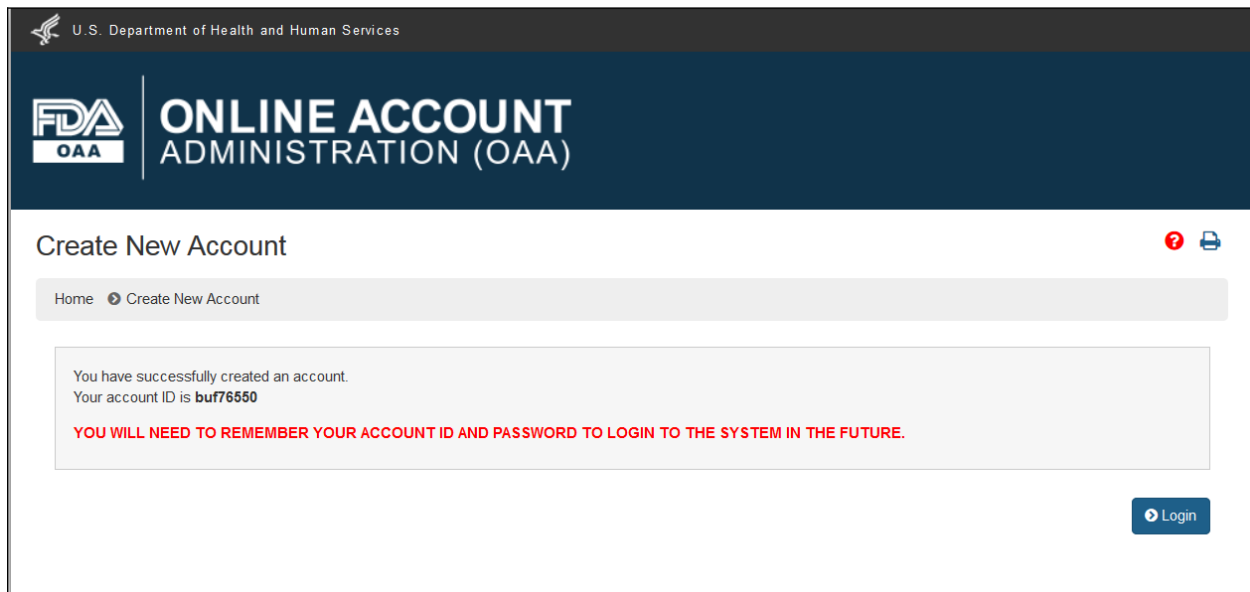 U.S. Department of Health and Human Services
FDA
OAA
ONLINE ACCOUNT
ADMINISTRATION (OAA)
Create New Account
?
Home Create New Account
You have successfully created an account.
Your account ID is buf76550
YOU WILL NEED TO REMEMBER YOUR ACCOUNT ID AND PASSWORD TO LOGIN TO THE SYSTEM IN THE FUTURE.
Login